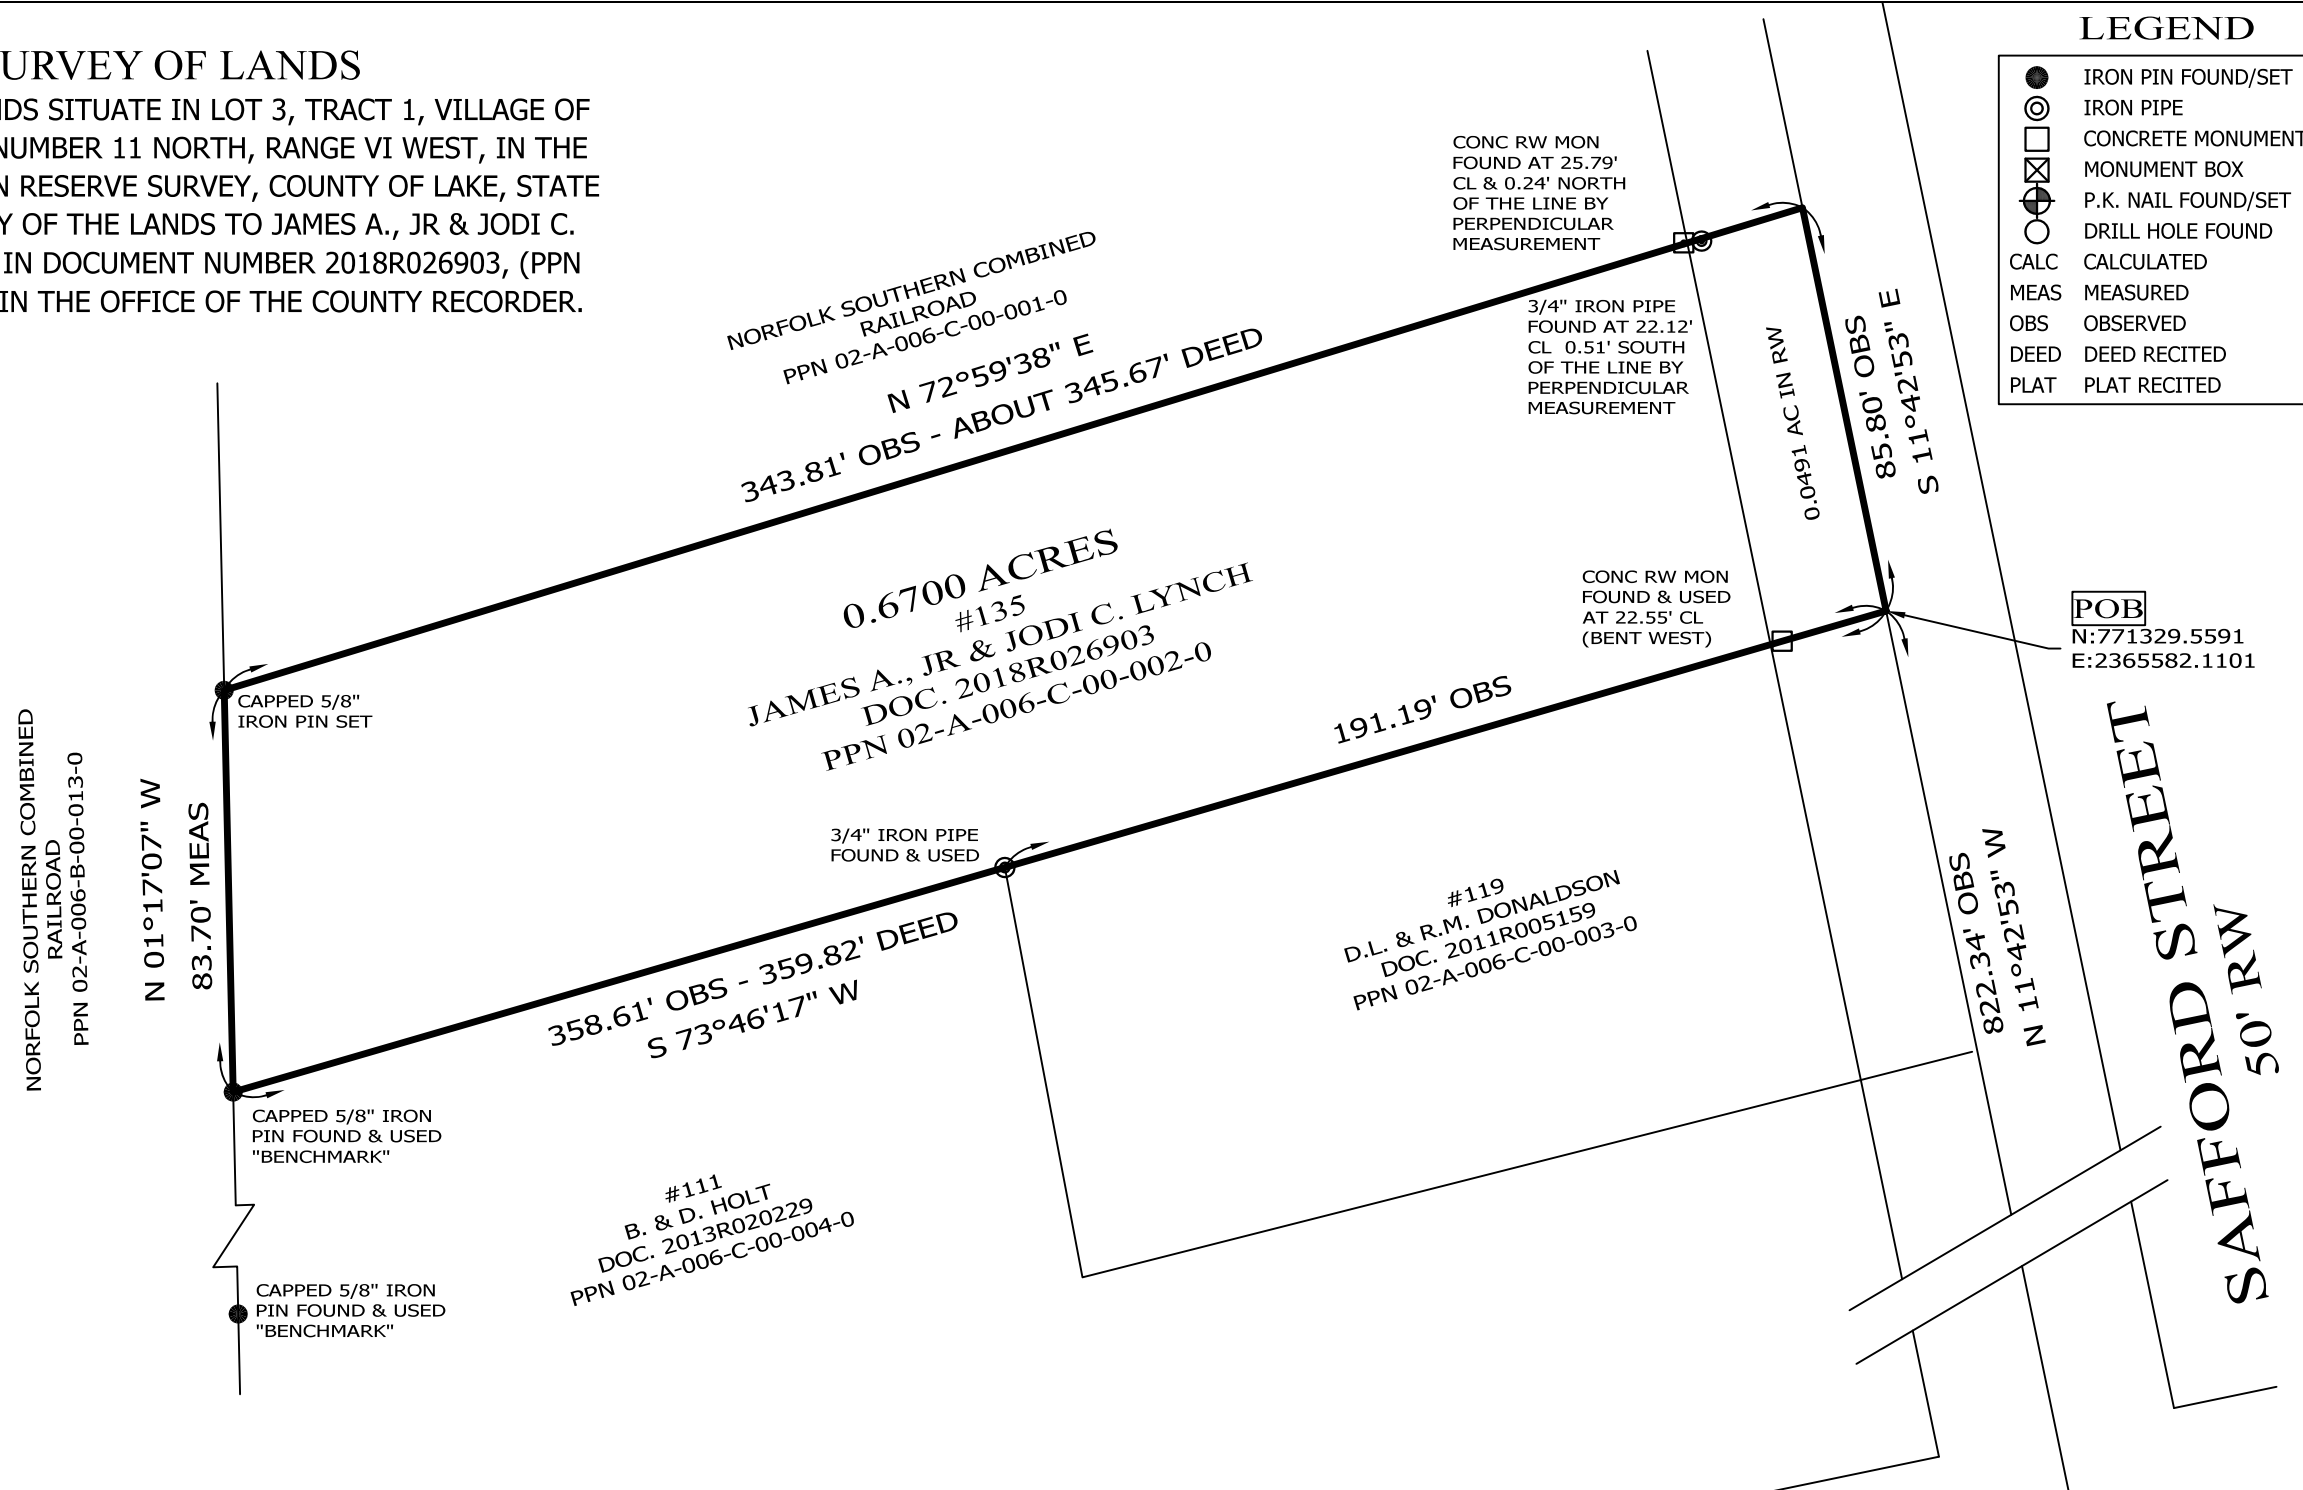 URVEY OF LANDS
NDS SITUATE IN LOT 3, TRACT 1, VILLAGE OF
NUMBER 11 NORTH, RANGE VI WEST, IN THE
N RESERVE SURVEY, COUNTY OF LAKE, STATE
Y OF THE LANDS TO JAMES A., JR & JODI C.
IN DOCUMENT NUMBER 2018R026903, (PPN
IN THE OFFICE OF THE COUNTY RECORDER.
LEGEND
IRON PIN FOUND/SET
IRON PIPE
CONCRETE MONUMENT
MONUMENT BOX
P.K. NAIL FOUND/SET
DRILL HOLE FOUND
CALC CALCULATED
MEAS MEASURED
OBS OBSERVED
DEED DEED RECITED
PLAT PLAT RECITED
CONC RW MON
FOUND AT 25.79'
CL & 0.24' NORTH
OF THE LINE BY
PERPENDICULAR
MEASUREMENT
NORFOLK SOUTHERN COMBINED
RAILROAD
PPN 02-A-006-C-00-001-0
N 72°59'38" E
343.81' OBS - ABOUT 345.67' DEED
3/4" IRON PIPE
FOUND AT 22.12'
CL 0.51' SOUTH
OF THE LINE BY
PERPENDICULAR
MEASUREMENT
0.0491 AC IN RW
85.80' OBS
S 11°42'53" E
0.6700 ACRES
#135
JAMES A., JR & JODI C. LYNCH
DOC. 2018R026903
PPN 02-A-006-C-00-002-0
CONC RW MON
FOUND & USED
AT 22.55' CL
(BENT WEST)
POB
N:771329.5591
E:2365582.1101
CAPPED 5/8"
IRON PIN SET
NORFOLK SOUTHERN COMBINED
RAILROAD
PPN 02-A-006-B-00-013-0
N 01°17'07" W
83.70' MEAS
191.19' OBS
3/4" IRON PIPE
FOUND & USED
358.61' OBS - 359.82' DEED
S 73°46'17" W
#119
D.L. & R.M. DONALDSON
DOC. 2011R005159
PPN 02-A-006-C-00-003-0
822.34' OBS
N 11°42'53" W
SAFFORD STREET
50' RW
CAPPED 5/8" IRON
PIN FOUND & USED
"BENCHMARK"
#111
B. & D. HOLT
DOC. 2013R020229
PPN 02-A-006-C-00-004-0
CAPPED 5/8" IRON
PIN FOUND & USED
"BENCHMARK"